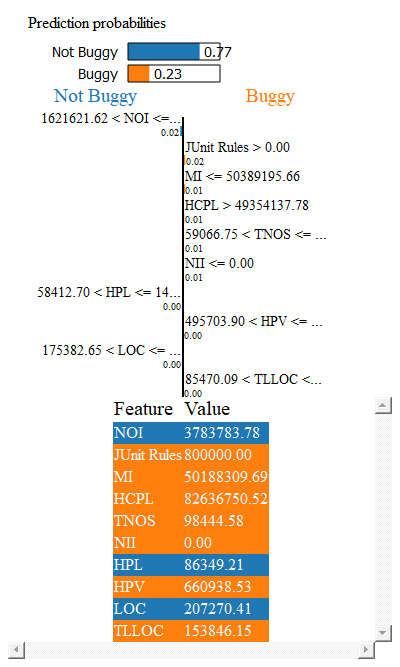 Prediction probabilities
Not Buggy 0.77
Buggy 0.23
Not Buggy Buggy
1621621.62 < NOI <=...
0.02
JUnit Rules > 0.00
0.02
MI <= 50389195.66
0.01
HCPL > 49354137.78
0.01
59066.75 < TNOS <= ...
0.01
NII <= 0.00
0.01
58412.70 < HPL <= 14...
0.00
495703.90 < HPV <= ...
0.00
175382.65 < LOC <= ...
0.00
85470.09 < TLLOC <...
0.00
Feature Value
NOI 3783783.78
JUnit Rules 800000.00
MI 50188309.69
HCPL 82636750.52
TNOS 98444.58
NII 0.00
HPL 86349.21
HPV 660938.53
LOC 207270.41
TLLOC 153846.15